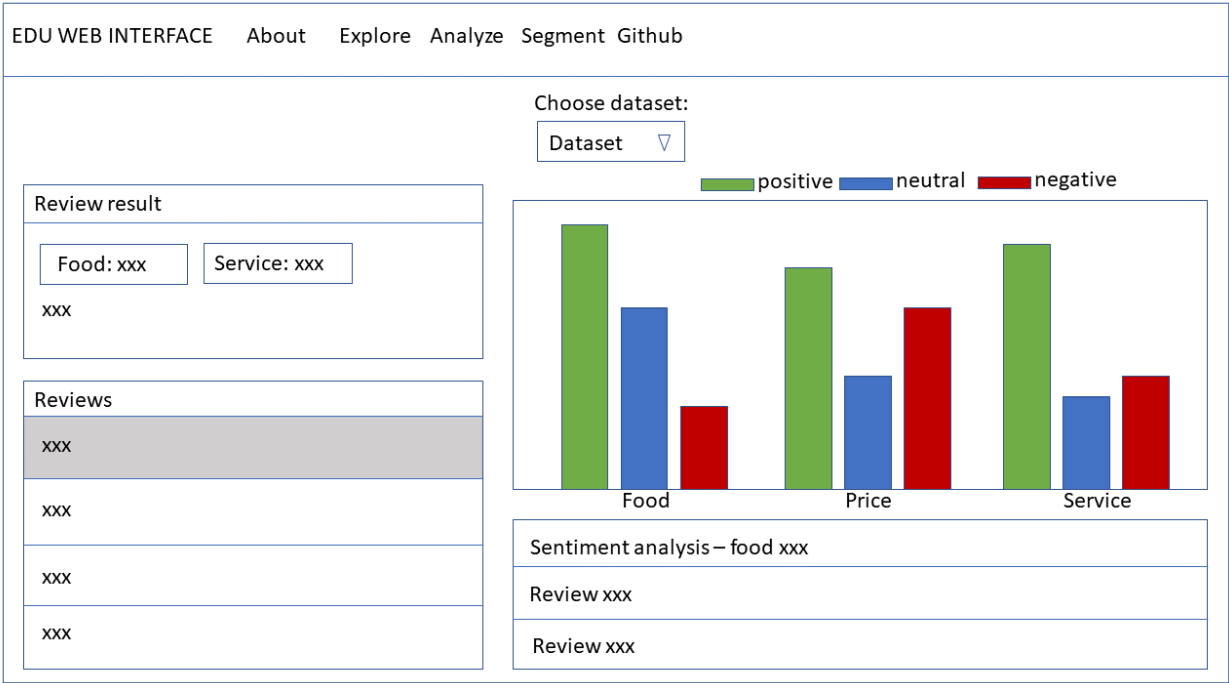 EDU WEB INTERFACE About Explore Analyze Segment Github
Choose dataset:
Dataset
positive neutral negative
Review result
Food: xxx Service: xxx
xxx
Reviews
xxx
xxx
xxx
xxx
Food Price Service
Sentiment analysis – food xxx
Review xxx
Review xxx